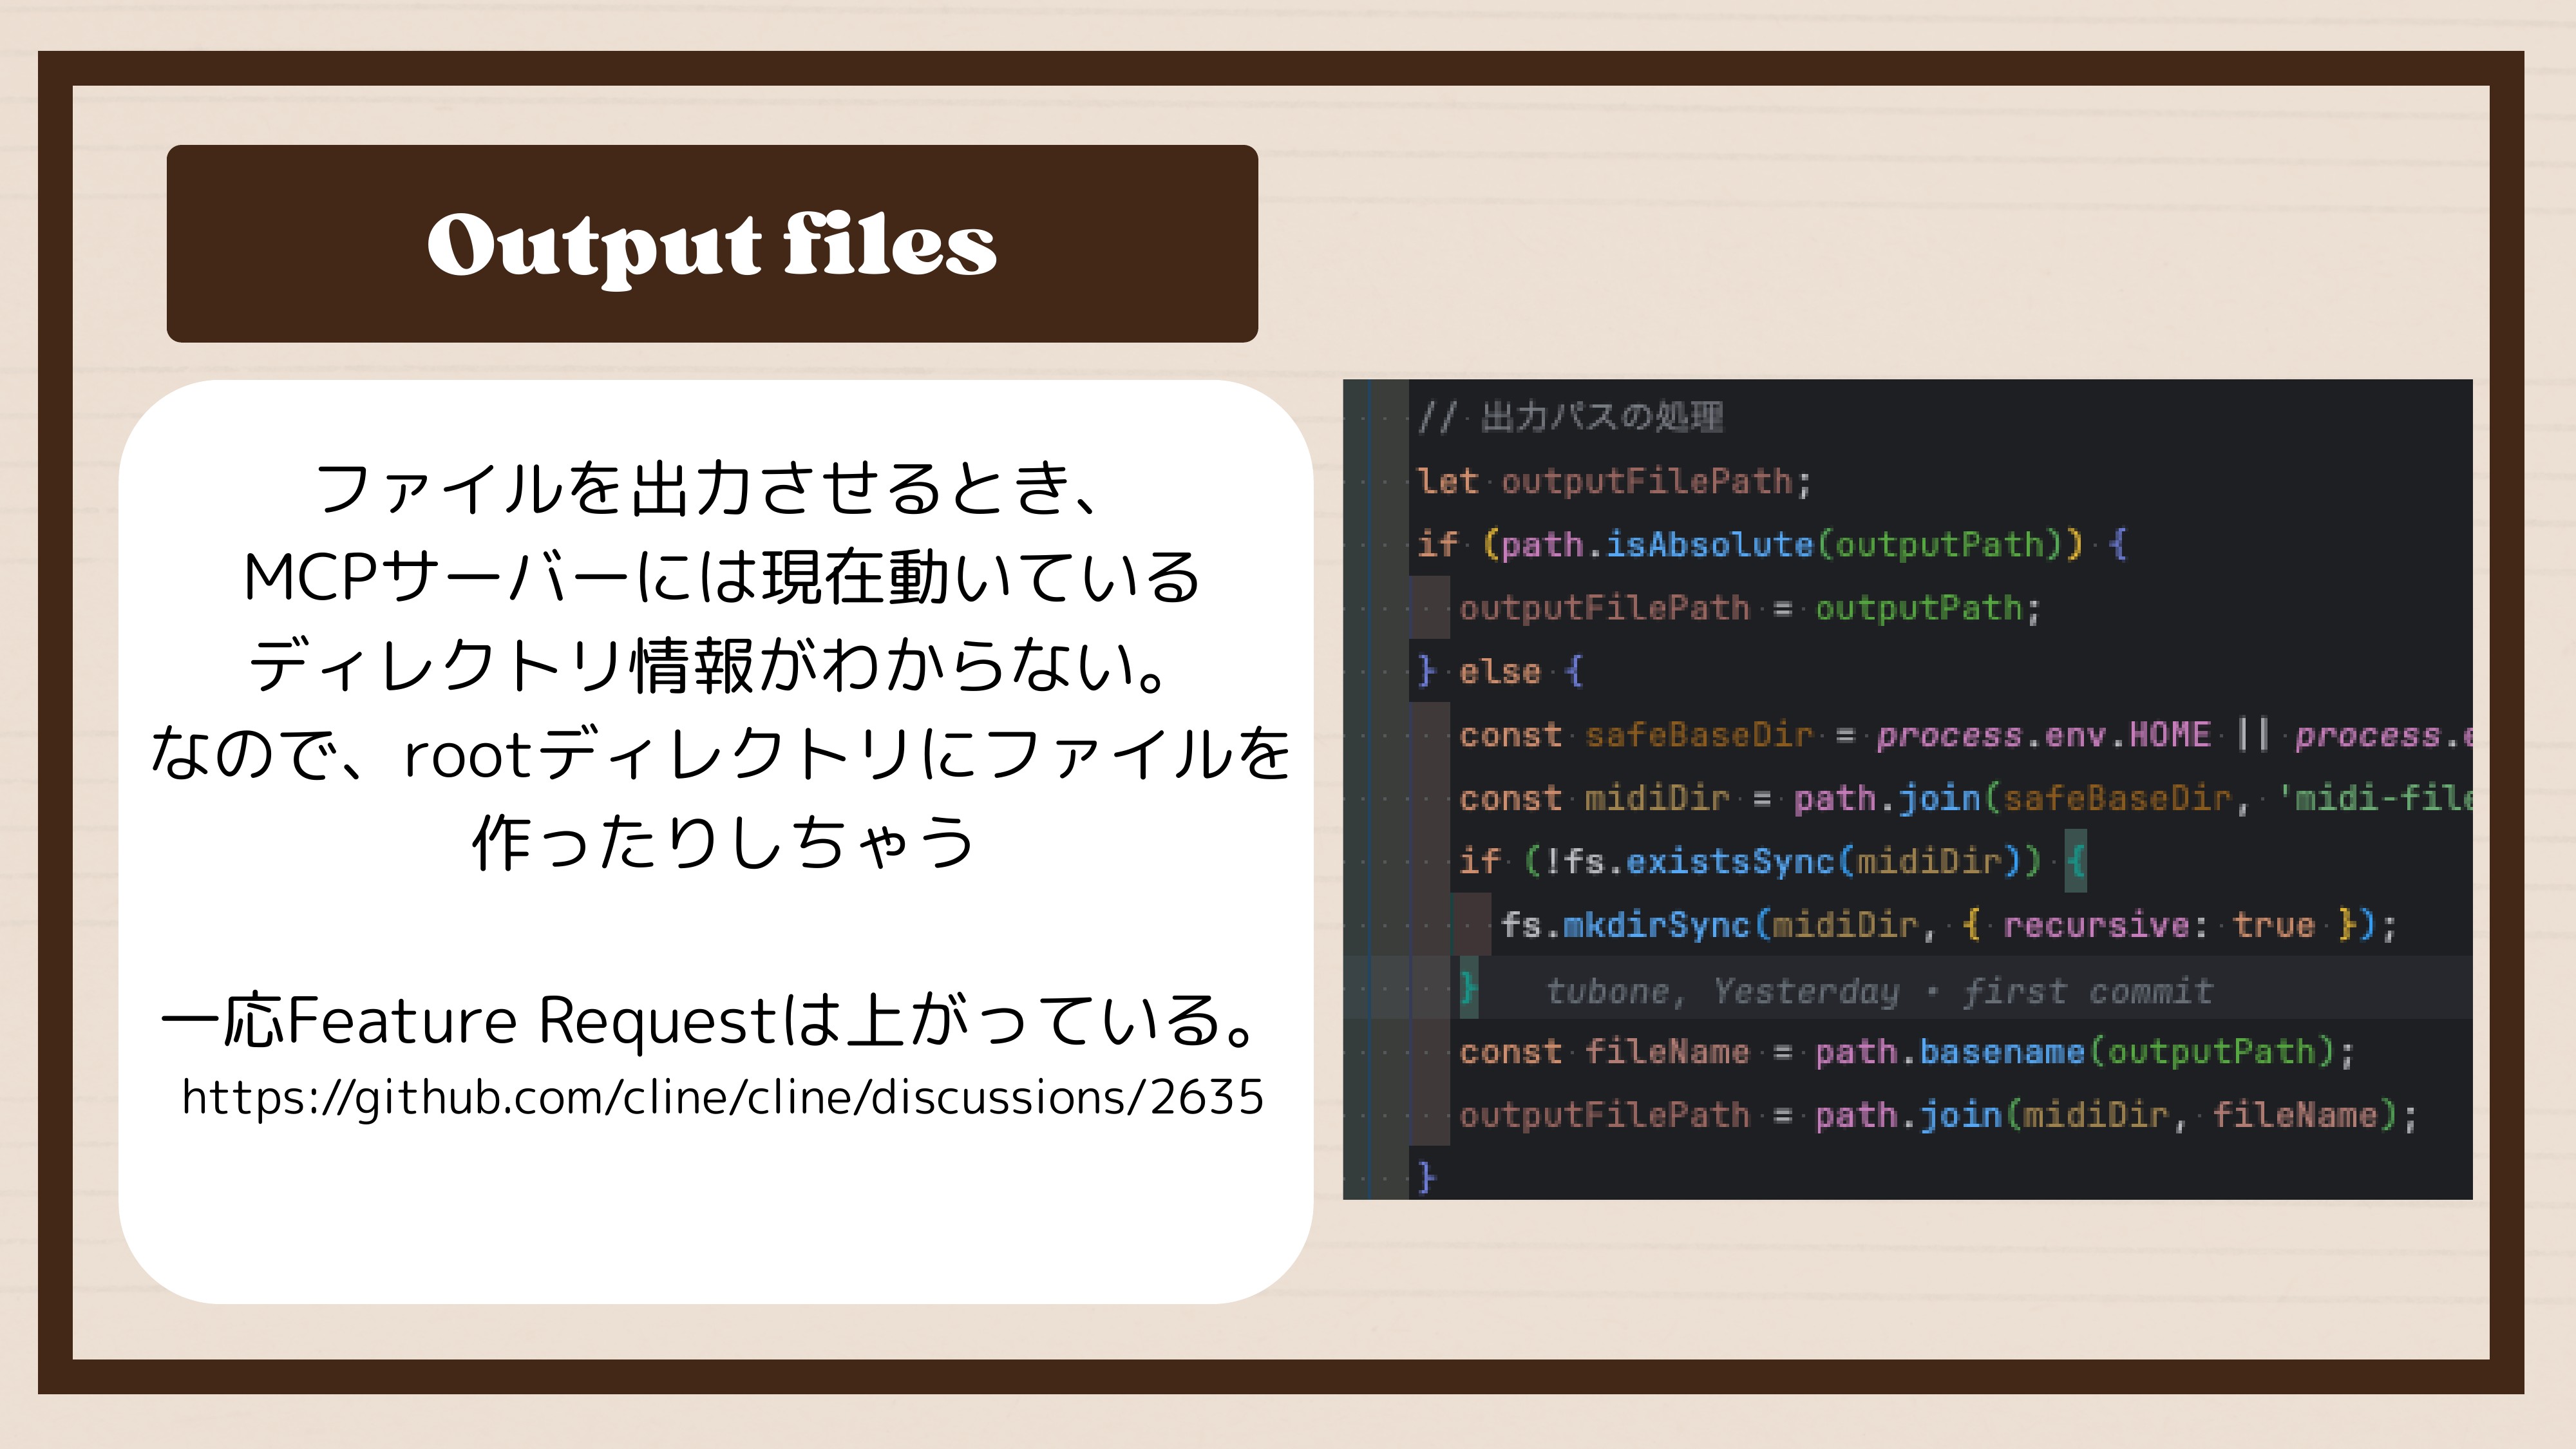 Output files
ファイルを出力させるとき、
MCPサーバーには現在動いている
ディレクトリ情報がわからない。
なので、rootディレクトリにファイルを
作ったりしちゃう
一応Feature Requestは上がっている。
https://github.com/cline/cline/discussions/2635
// 出力パスの処理
let outputFilePath;
if (path.isAbsolute(outputPath)) {
outputFilePath = outputPath;
} else {
const safeBaseDir = process.env.HOME || process.e
const midiDir = path.join(safeBaseDir, 'midi-file
if (!fs.existsSync(midiDir)) {
fs.mkdirSync(midiDir, { recursive: true });
} tubone, Yesterday • first commit
const fileName = path.basename(outputPath);
outputFilePath = path.join(midiDir, fileName);
}